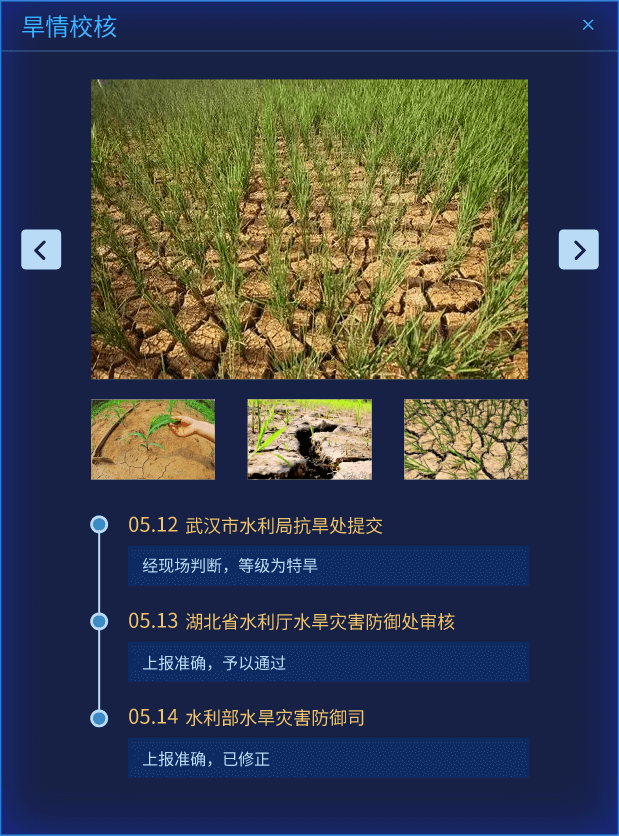 旱情校核
05.12 武汉市水利局抗旱处提交
经现场判断，等级为特旱
05.13 湖北省水利厅水旱灾害防御处审核
上报准确，予以通过
05.14 水利部水旱灾害防御司
上报准确，已修正